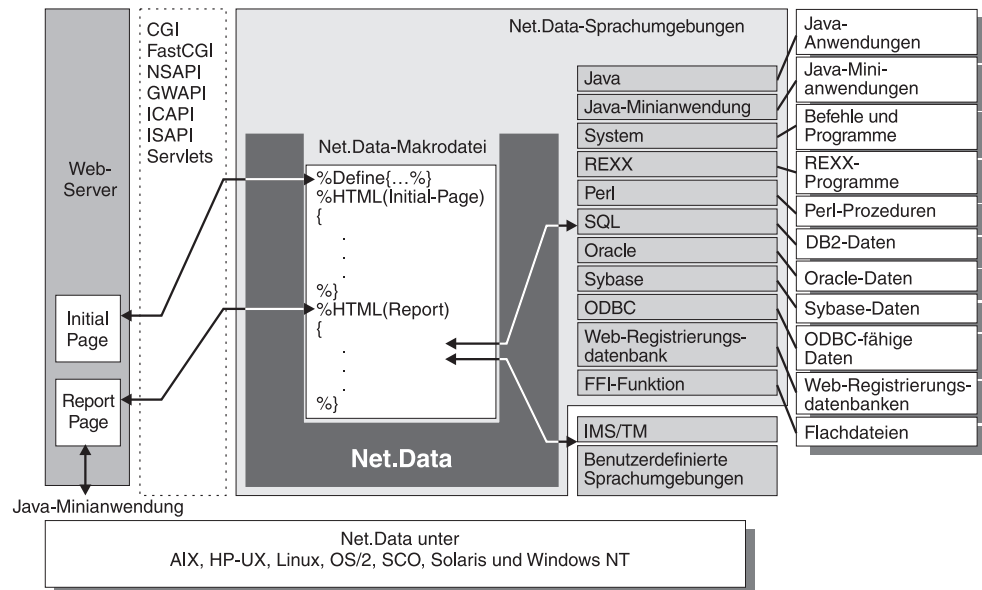 CGI
FastCGI
NSAPI
GWAPI
ICAPI
ISAPI
Servlets
Web-
Server
Initial
Page
Report
Page
Java-Minianwendung
Net.Data-Sprachumgebungen
Net.Data-Makrodatei
%Define{...%}
%HTML(Initial-Page)
{
.
.
.
%}
%HTML(Report)
{
.
.
.
%}
Net.Data
Java
Java-Minianwendung
System
REXX
Perl
SQL
Oracle
Sybase
ODBC
Web-Registrierungs-
datenbank
FFI-Funktion
IMS/TM
Benutzerdefinierte
Sprachumgebungen
Java-
Anwendungen
Java-Mini-
anwendungen
Befehle und
Programme
REXX-
Programme
Perl-Prozeduren
DB2-Daten
Oracle-Daten
Sybase-Daten
ODBC-fähige
Daten
Web-Registrierungs-
datenbanken
Flachdateien
Net.Data unter
AIX, HP-UX, Linux, OS/2, SCO, Solaris und Windows NT